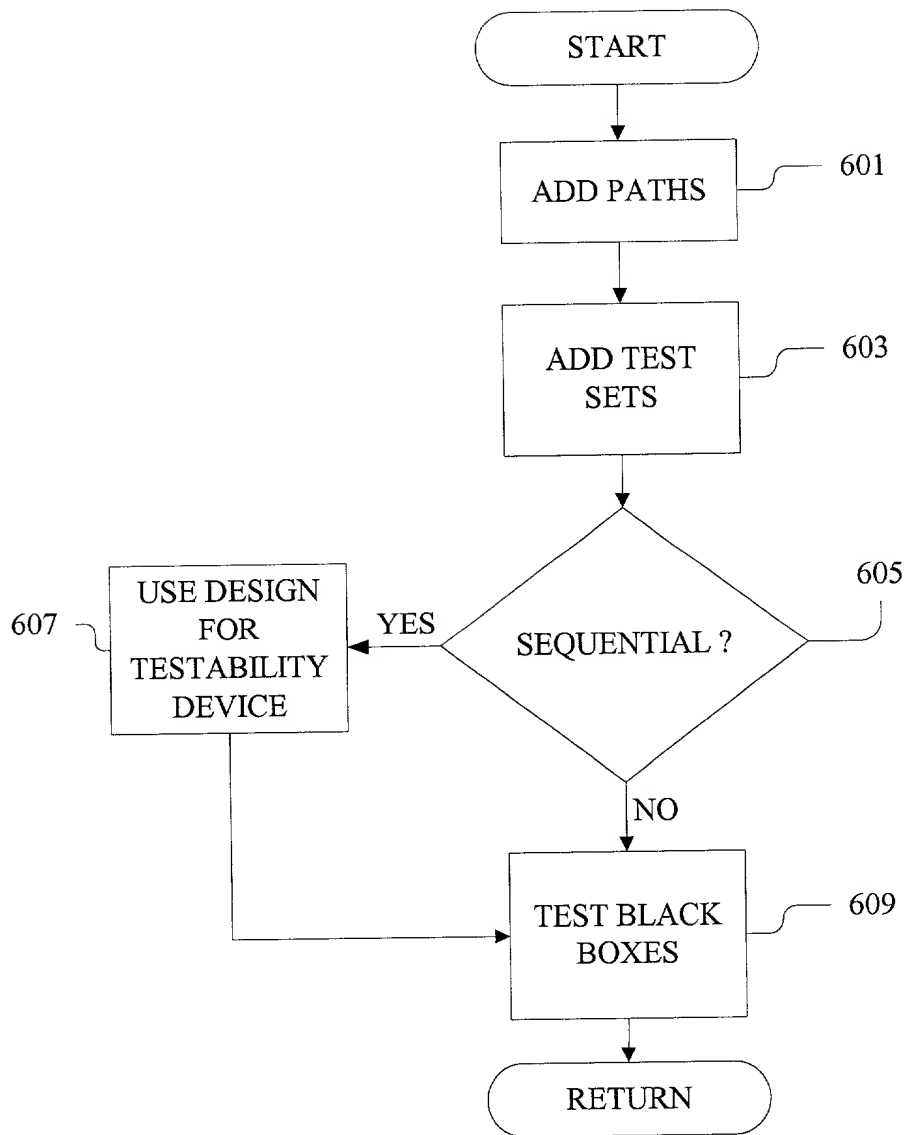 START
ADD PATHS
601
ADD TEST
SETS
603
SEQUENTIAL ?
605
YES
607
USE DESIGN
FOR
TESTABILITY
DEVICE
NO
TEST BLACK
BOXES
609
RETURN